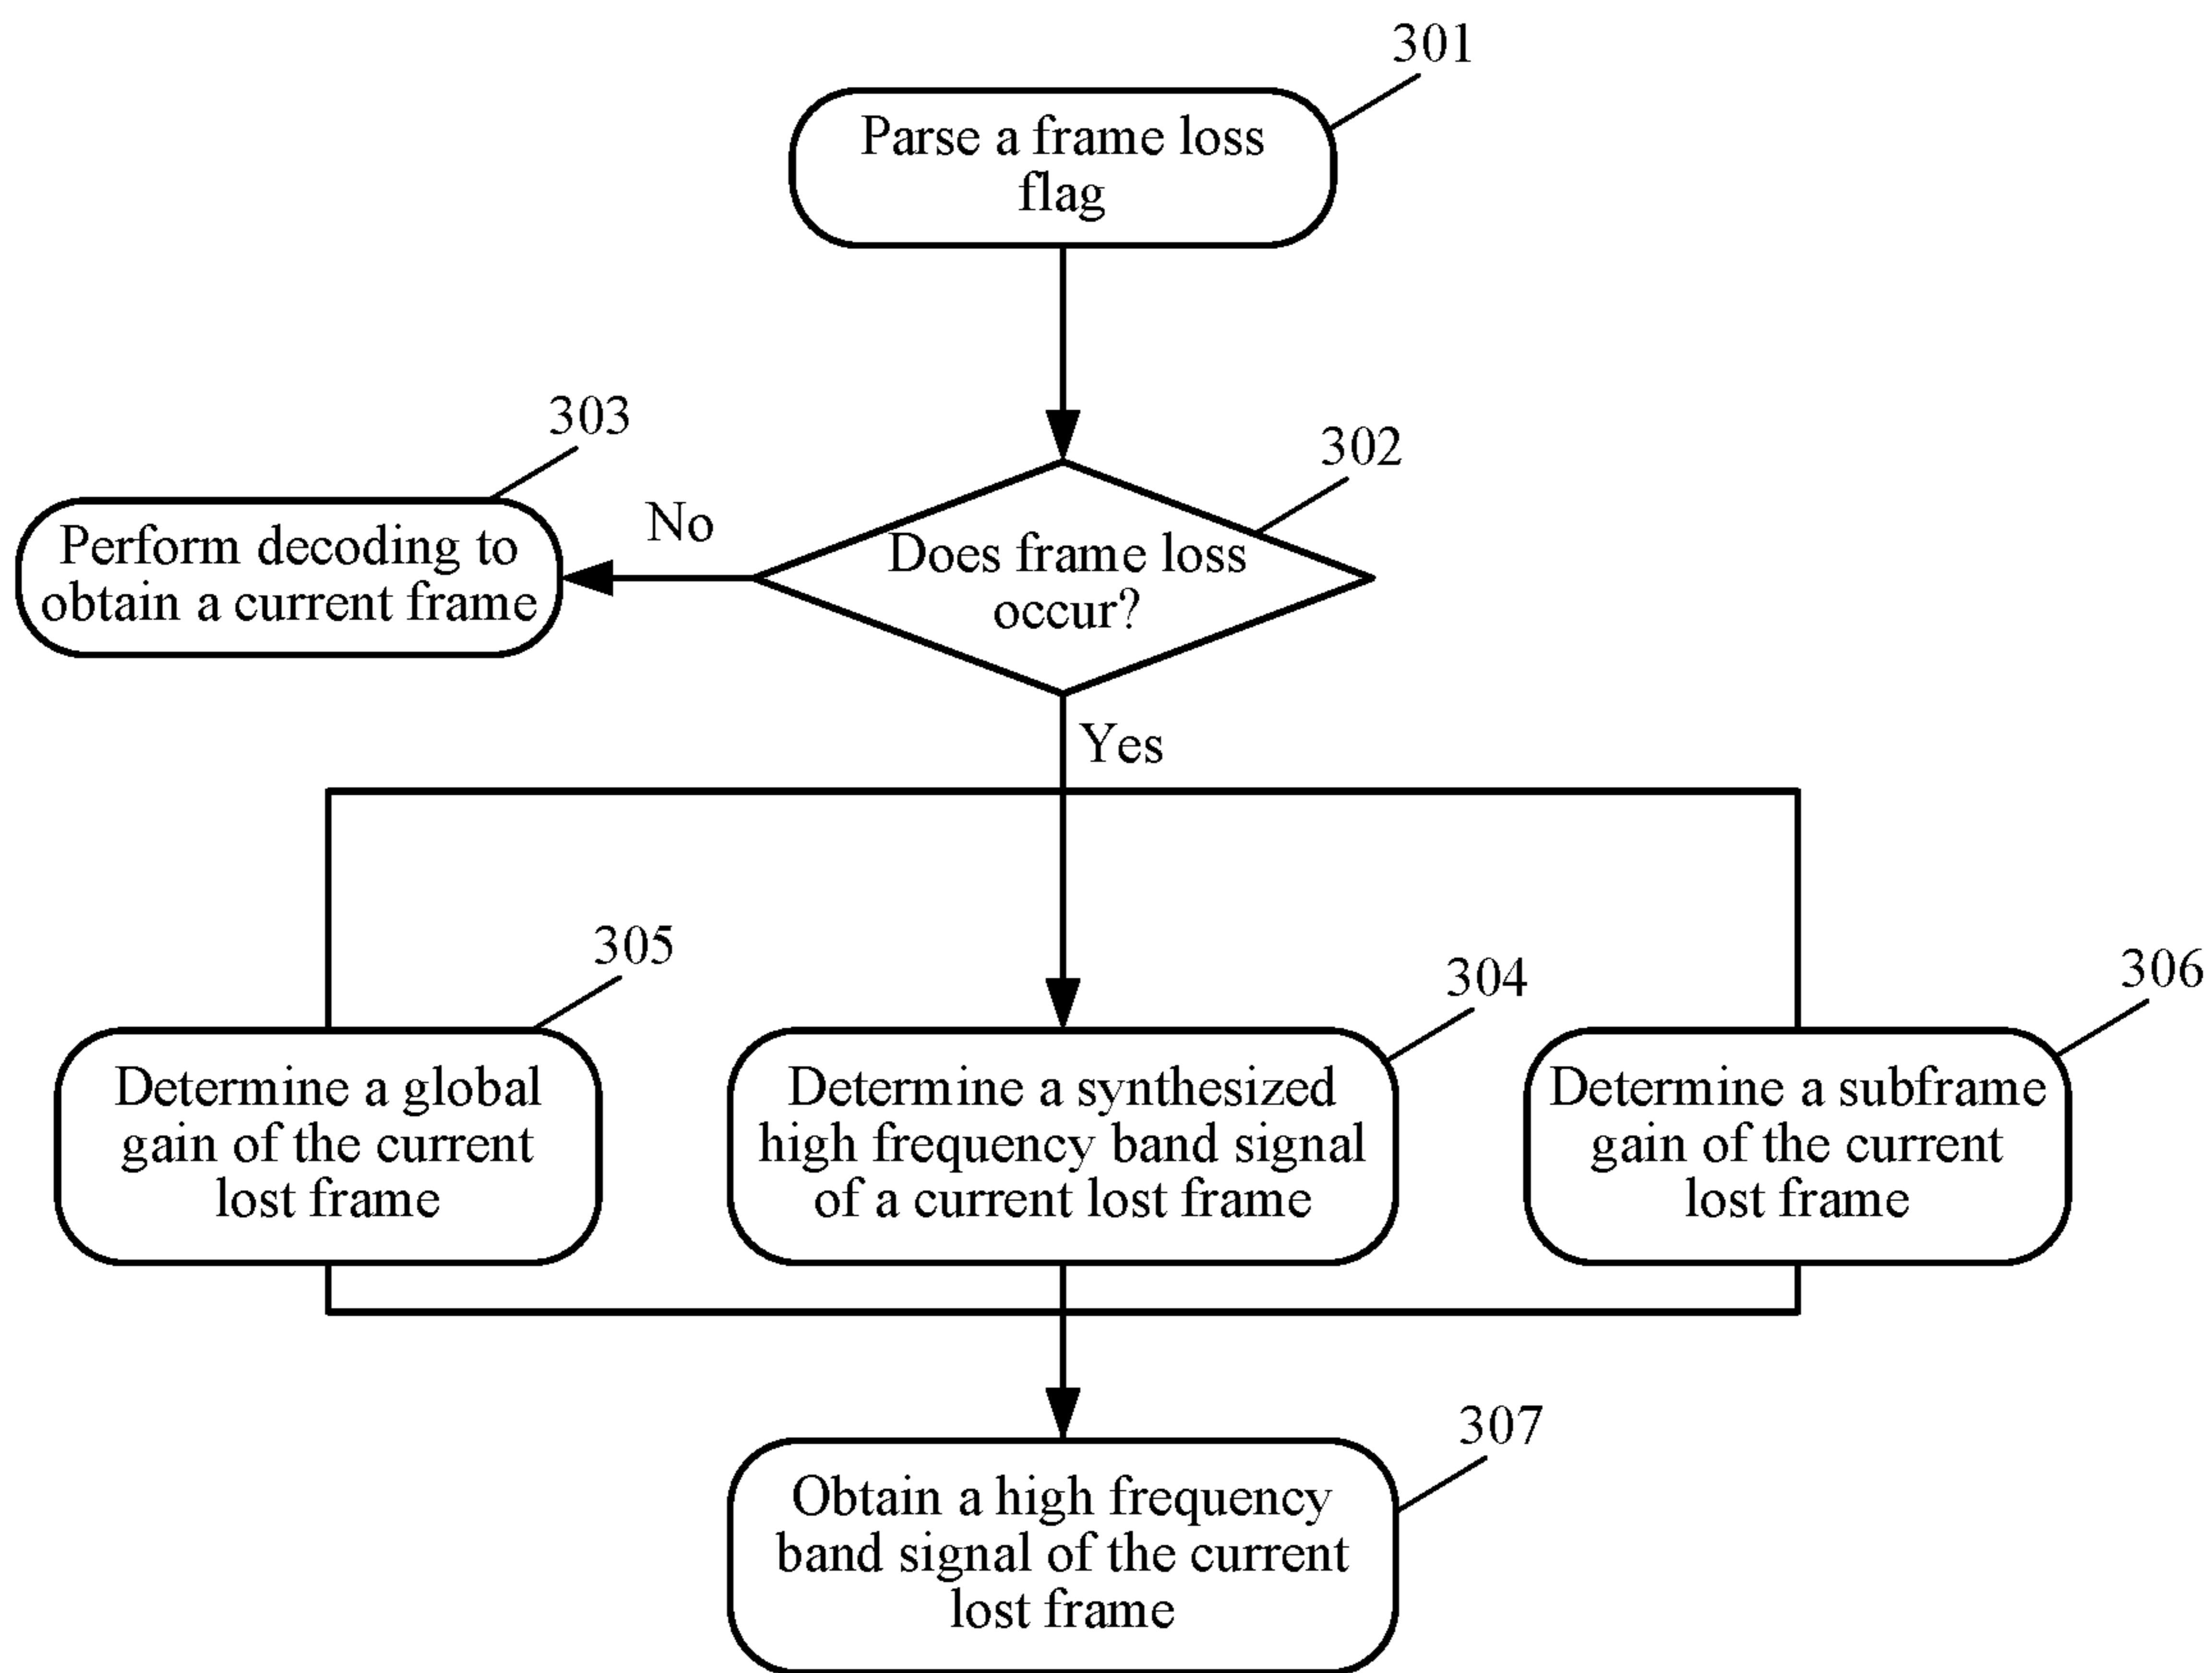 301
Parse a frame loss
flag
303
302
No
Perform decoding to
obtain a current frame
Does frame loss
occur?
Yes
305
304
306
Determine a global
gain of the current
lost frame
Determine a synthesized
high frequency band signal
of a current lost frame
Determine a subframe
gain of the current
lost frame
307
Obtain a high frequency
band signal of the current
lost frame